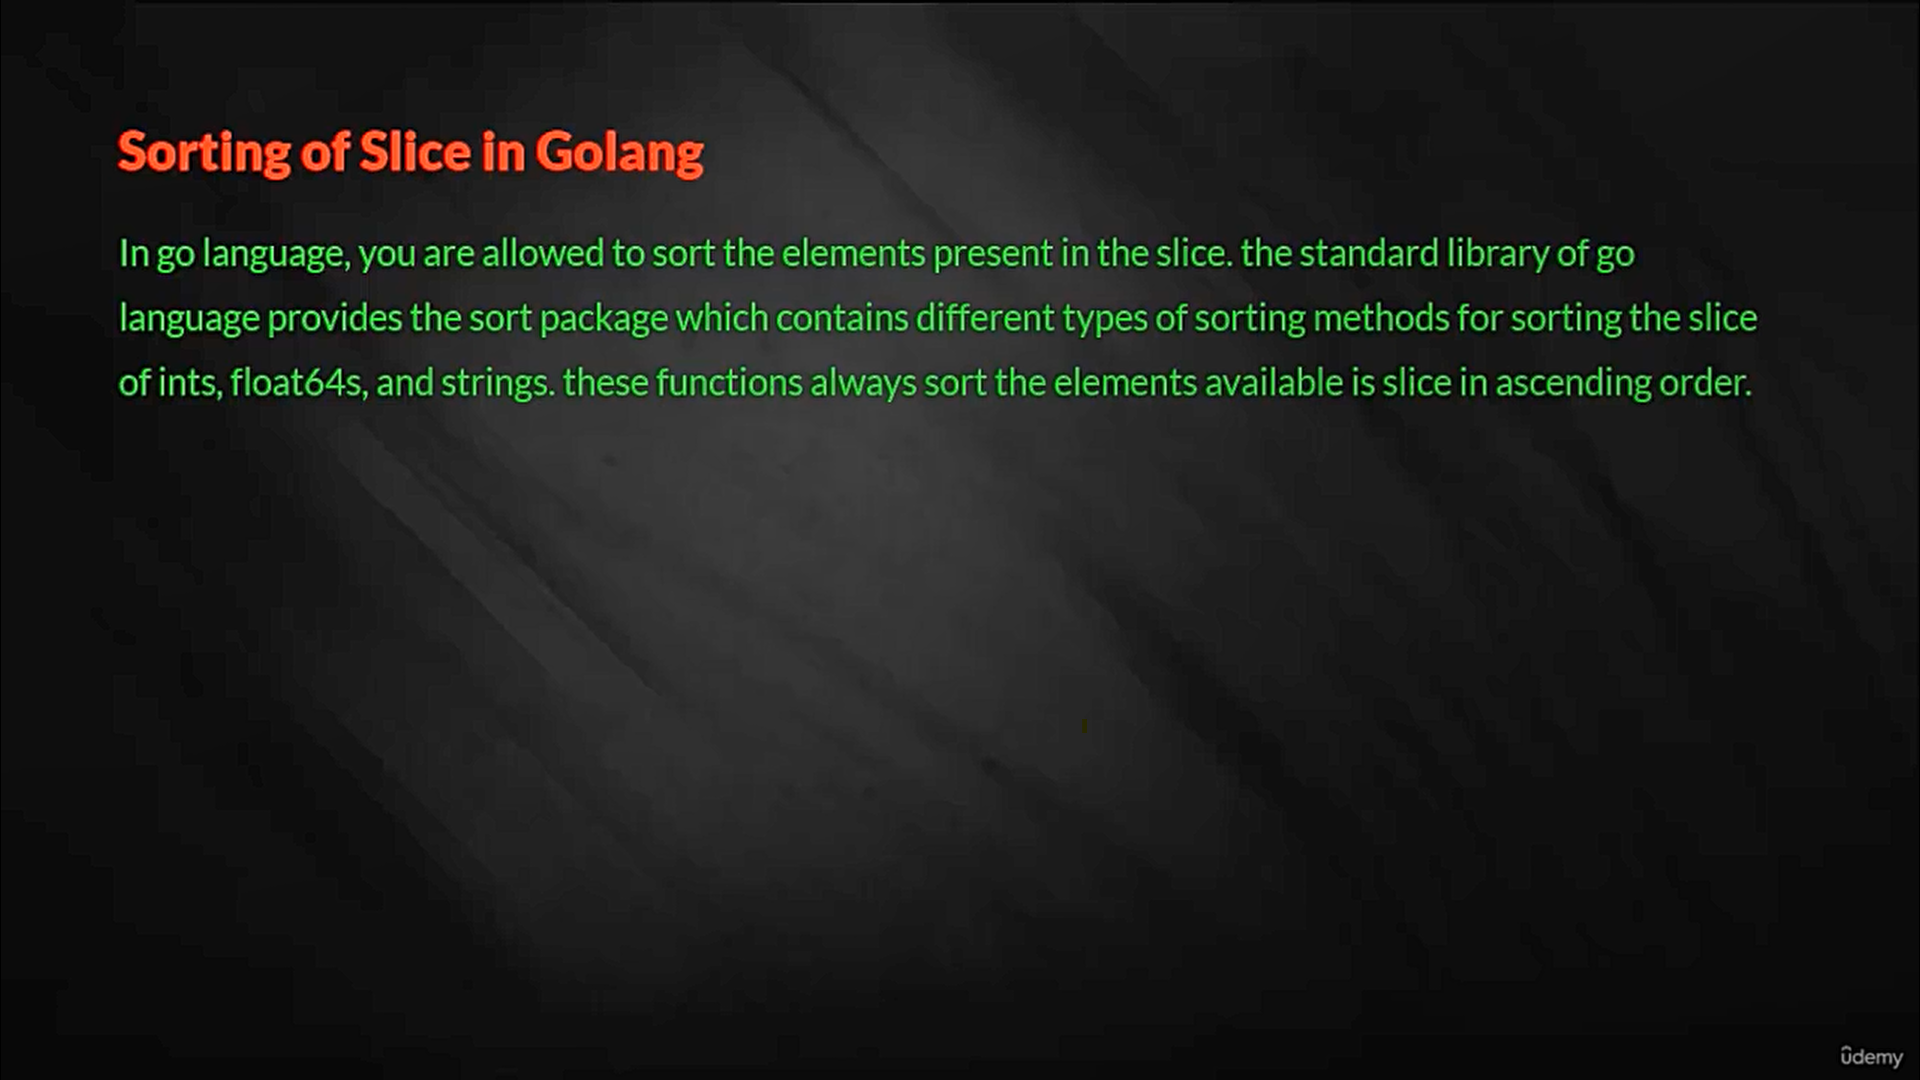 Sorting of Slice in Golang
In go language, you are allowed to sort the elements present in the slice. the standard library of go
language provides the sort package which contains different types of sorting methods for sorting the slice
of ints, float64s, and strings. these functions always sort the elements available is slice in ascending order.
ûdemy